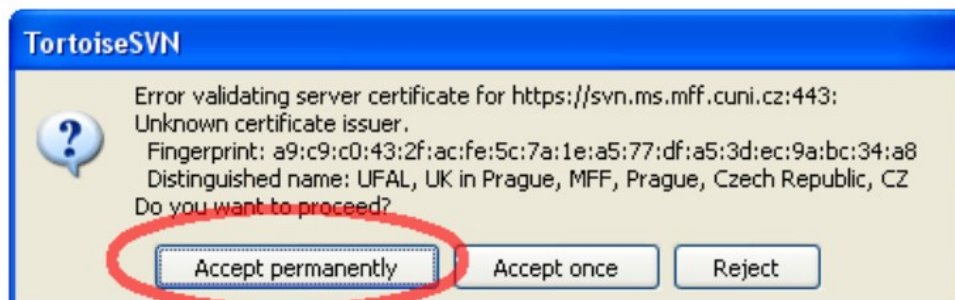 TortoiseSVN
Error validating server certificate for https://svn.ms.mff.cuni.cz:443:
Unknown certificate issuer.
Fingerprint: a9:c9:c0:43:2f:ac:fe:5c:7a:1e:a5:77:df:a5:3d:ec:9a:bc:34:a8
Distinguished name: UFAL, UK in Prague, MFF, Prague, Czech Republic, CZ
Do you want to proceed?
Accept permanently Accept once Reject